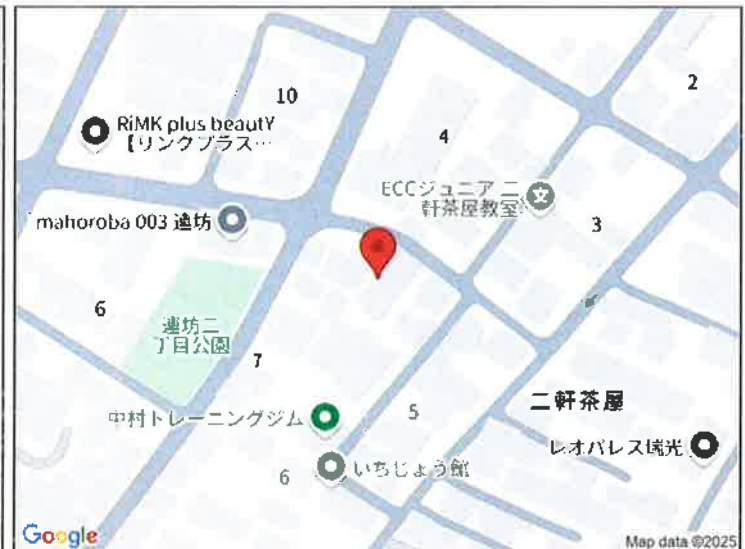 2
10
RiMK plus beautY
【リンクプラス…
4
ECCジュニア 二
軒茶屋教室
文
mahoroba 003 連坊
3
6
連坊二
丁目公園
7
二軒茶屋
中村トレーニングジム
5
レオパレス瑞光
いちじょう館
6
Google
Map data ©2025